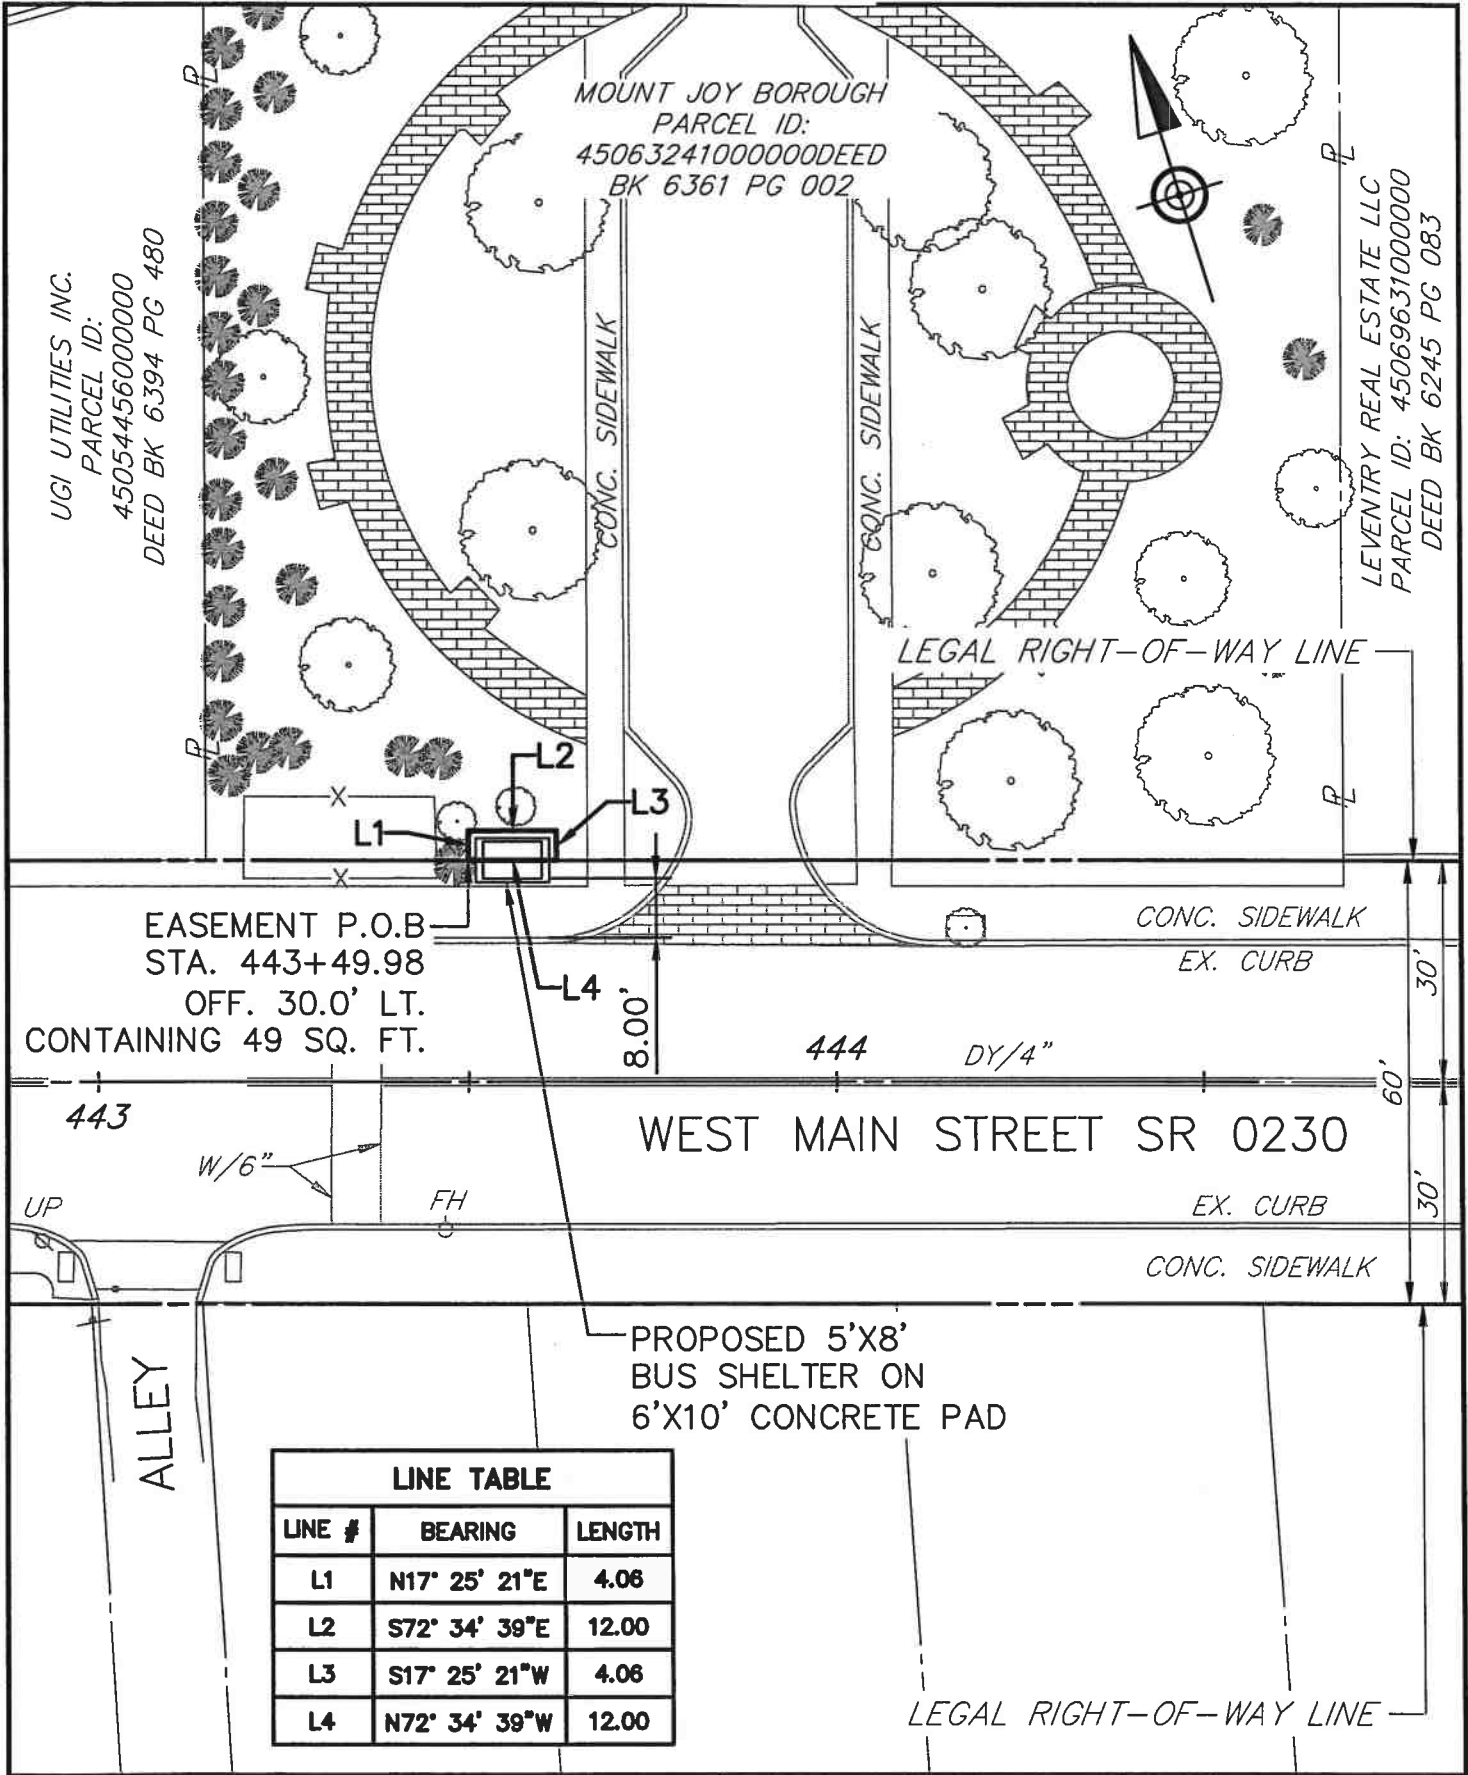 MOUNT JOY BOROUGH
PARCEL ID:
45063241000000DEED
BK 6361 PG 002
UGI UTILITIES INC.
PARCEL ID:
4505445600000
DEED BK 6394 PG 480
LEVENTRY REAL ESTATE LLC
PARCEL ID: 4506963100000
DEED BK 6245 PG 083
PL
PL
PL
PL
CONC. SIDEWALK
CONC. SIDEWALK
LEGAL RIGHT-OF-WAY LINE
L2
L3
L1
X
X
EASEMENT P.O.B
STA. 443+49.98
OFF. 30.0' LT.
CONTAINING 49 SQ. FT.
L4
8.00'
CONC. SIDEWALK
EX. CURB
30'
60'
30'
444
DY/4"
443
WEST MAIN STREET SR 0230
W/6"
UP
FH
EX. CURB
CONC. SIDEWALK
PROPOSED 5'X8'
BUS SHELTER ON
6'X10' CONCRETE PAD
ALLEY
LINE TABLE
LINE # BEARING LENGTH
L1 N17° 25' 21"E 4.06
L2 S72° 34' 39"E 12.00
L3 S17° 25' 21"W 4.06
L4 N72° 34' 39"W 12.00
LEGAL RIGHT-OF-WAY LINE